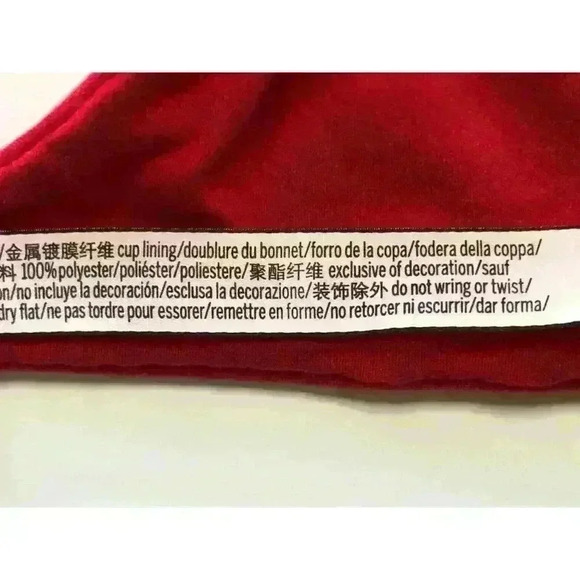 /金属镀膜纤维 cup lining/doublure du bonnet/forro de la copa/fodera della coppa/
料 100% polyester/poliéster/poliestere/聚酯纤维 exclusive of decoration/sauf
on/no incluye la decoración/esclusa la decorazione/装饰除外 do not wring or twist/
dry flat/ne pas tordre pour essorer/remettre en forme/no retorcer ni escurrir/dar forma/